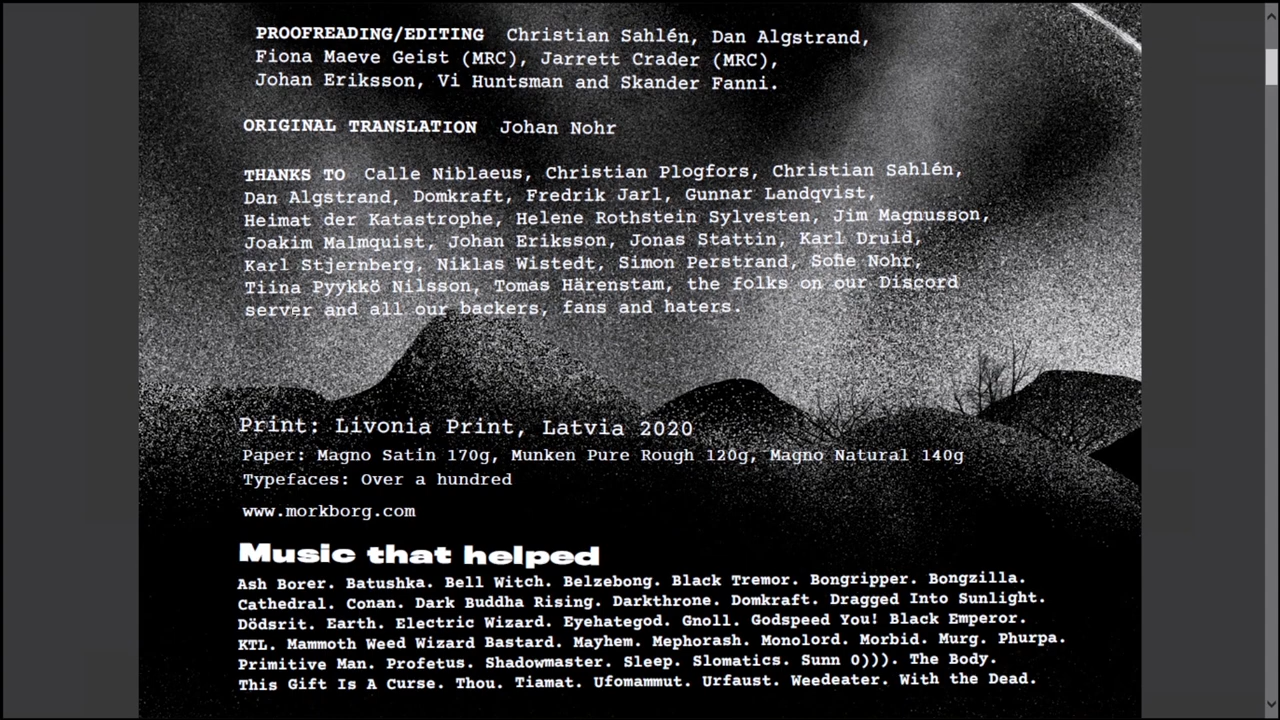 PROOFREADING/EDITING Christian Sahlén, Dan Algstrand,
Fiona Maeve Geist (MRC), Jarrett Crader (MRC),
Johan Eriksson, Vi Huntsman and Skander Fanni.
ORIGINAL TRANSLATION Johan Nohr
THANKS TO Calle Niblaeus, Christian Plogfors, Christian Sahlén,
Dan Algstrand, Domkraft, Fredrik Jarl, Gunnar Landqvist,
Heimat der Katastrophe, Helene Rothstein Sylvesten, Jim Magnusson,
Joakim Malmquist, Johan Eriksson, Jonas Stattin, Karl Druid,
Karl Stjernberg, Niklas Wistedt, Simon Perstrand, Sofie Nohr,
Tiina Pyykkö Nilsson, Tomas Härenstam, the folks on our Discord
server and all our backers, fans and haters.
Print: Livonia Print, Latvia 2020
Paper: Magno Satin 170g, Munken Pure Rough 120g, Magno Natural 140g
Typefaces: Over a hundred
www.morkborg.com
Music that helped
Ash Borer. Batushka. Bell Witch. Belzebong. Black Tremor. Bongripper. Bongzilla.
Cathedral. Conan. Dark Buddha Rising. Darkthrone. Domkraft. Dragged Into Sunlight.
Dödsrit. Earth. Electric Wizard. Eyehategod. Gnoll. Godspeed You! Black Emperor.
KTL. Mammoth Weed Wizard Bastard. Mayhem. Mephorash. Monolord. Morbid. Murg. Phurpa.
Primitive Man. Profetus. Shadowmaster. Sleep. Slomatics. Sunn 0))). The Body.
This Gift Is A Curse. Thou. Tiamat. Ufomammut. Urfaust. Weedeater. With the Dead.